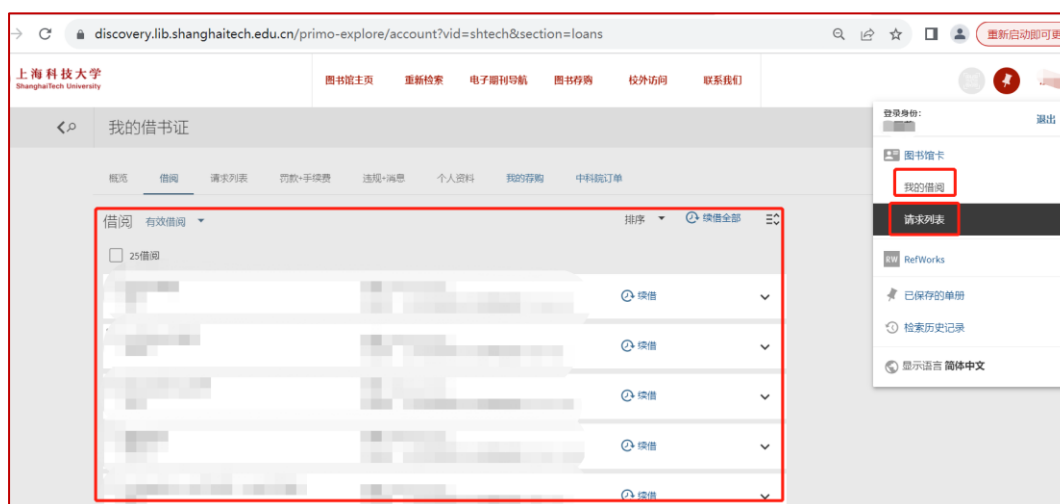 discovery.lib.shanghaitech.edu.cn/primo-explore/account?vid=shtech&section=loans
重新启动即可更
上海科技大学
ShanghaiTech University
图书馆主页 重新检索 电子期刊导航 图书荐购 校外访问 联系我们
登录身份:
退出
我的借书证
图书馆卡
我的借阅
请求列表
RW RefWorks
已保存的单册
检索历史记录
显示语言 简体中文
概览 借阅 请求列表 罚款+手续费 违规+消息 个人资料 我的荐购 中科院订单
借阅 有效借阅 排序 续借全部
25借阅
续借
续借
续借
续借
续借